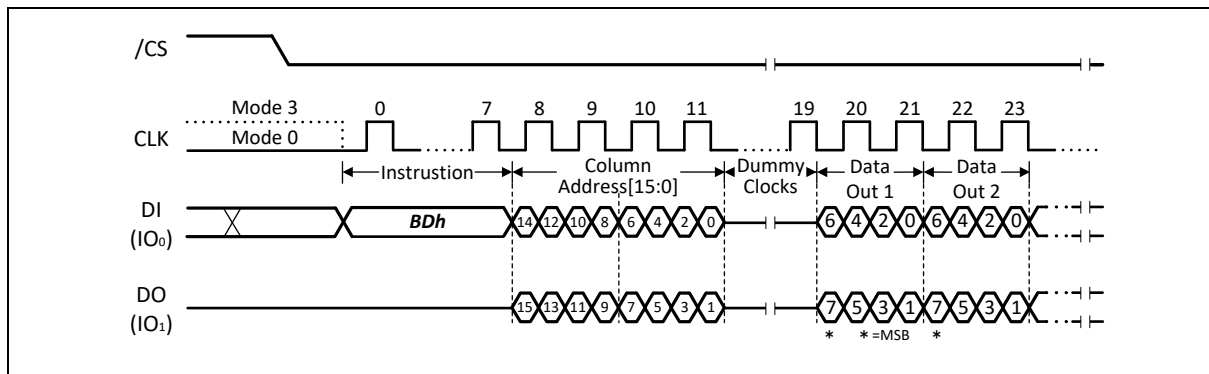 /CS
Mode 3
0 7 8 9 10 11 19 20 21 22 23
CLK Mode 0
Instrustion Column Address[15:0] Dummy Clocks Data Out 1 Data Out 2
DI (IO0) BDh 14 12 10 8 6 4 2 0 6 4 2 0 6 4 2 0
DO (IO1) 15 13 11 9 7 5 3 1 7 5 3 1 7 5 3 1
* * =MSB *